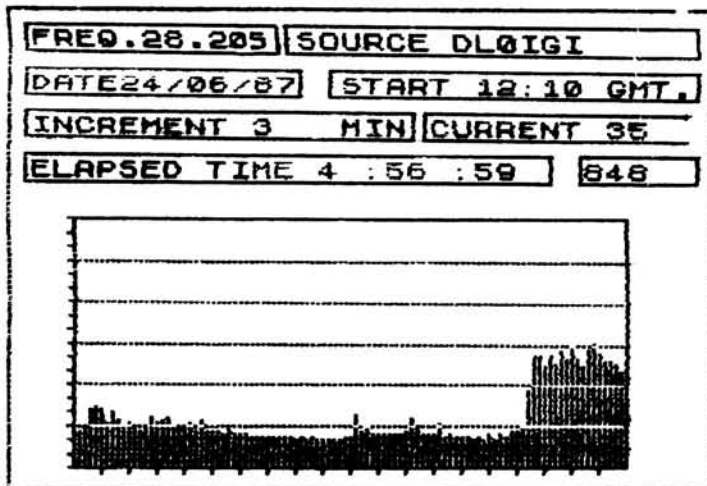 FREQ.28.205 SOURCE DLØIGI
DATE24/06/87 START 12:10 GMT.
INCREMENT 3 MIN CURRENT 35
ELAPSED TIME 4 :56 :59 848